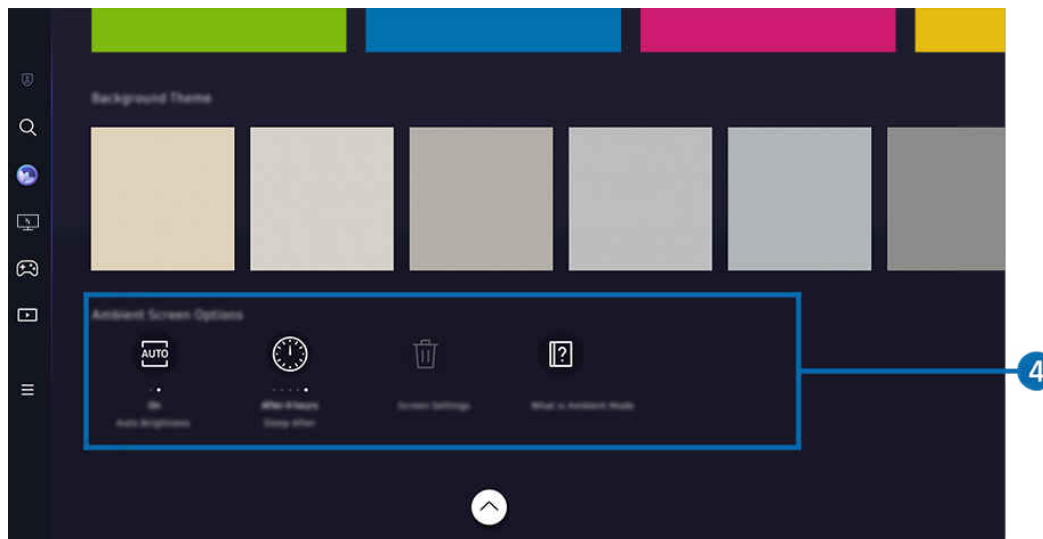 Background Theme
Ambient Screen Options
AUTO
On
After 8 hours
Screen Settings
What is Ambient Mode
Auto Brightness
Sleep After
4